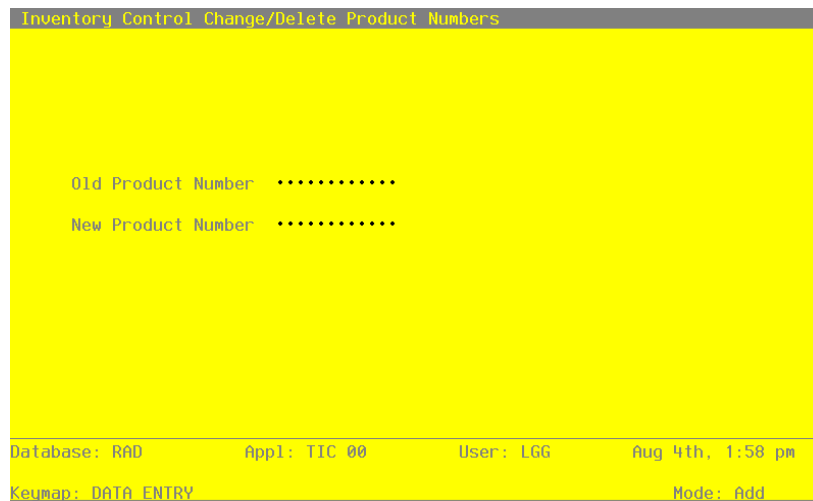 Inventory Control Change/Delete Product Numbers
Old Product Number ............
New Product Number ............
Database: RAD Appl: TIC 00 User: LGG Aug 4th, 1:58 pm
Keymap: DATA ENTRY Mode: Add